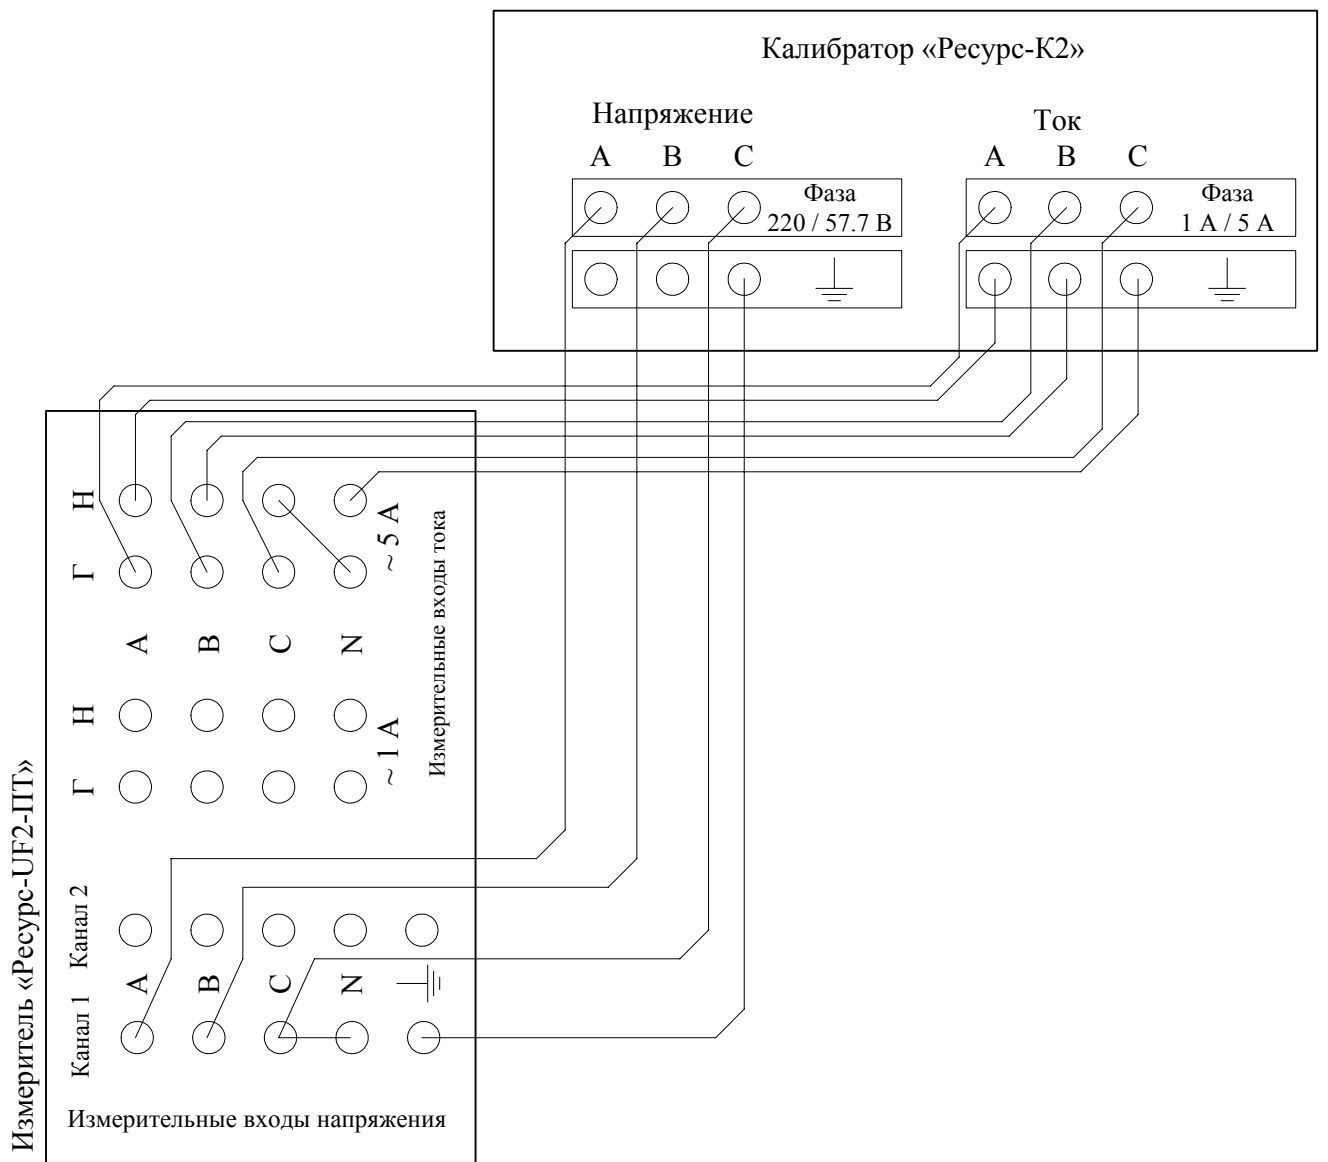 Калибратор «Ресурс-К2»
Напряжение
Ток
A B C
A B C
Фаза
220 / 57.7 В
Фаза
1 А / 5 А
Н
Г
A B C N
~ 5 А
Н
Г
~ 1 А
Измерительные входы тока
Измеритель «Ресурс-UF2-ПТ»
Канал 2
A B C N
Канал 1
Измерительные входы напряжения